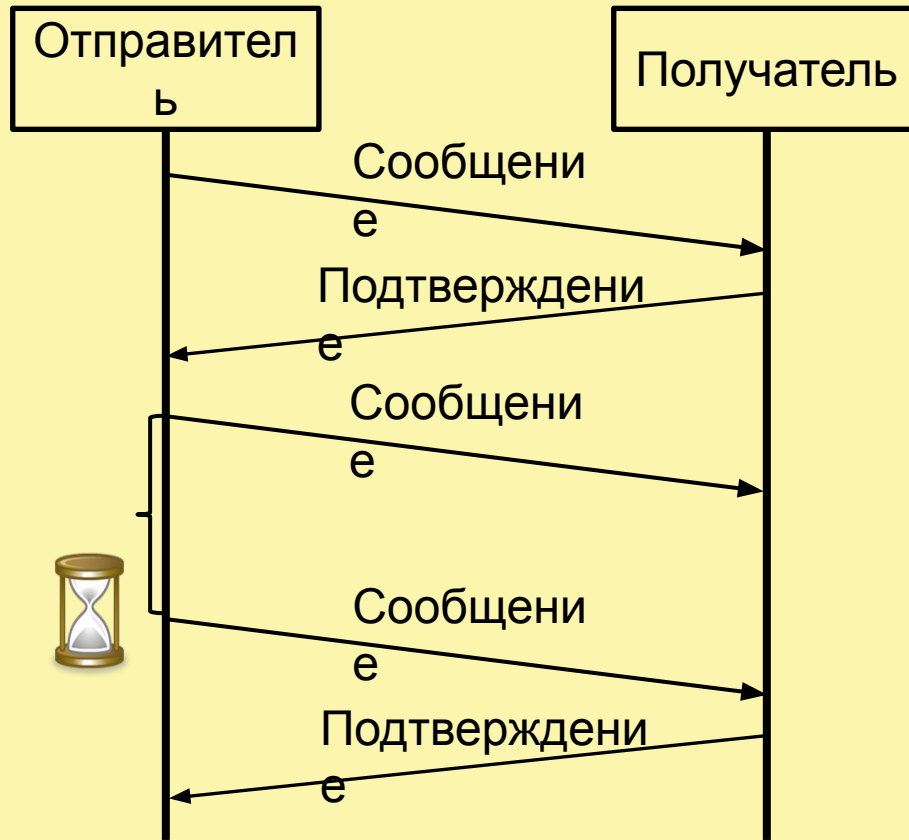 Отправител
ь
Получатель
Сообщени
е
Подтверждени
е
Сообщени
е
Сообщени
е
Подтверждени
е